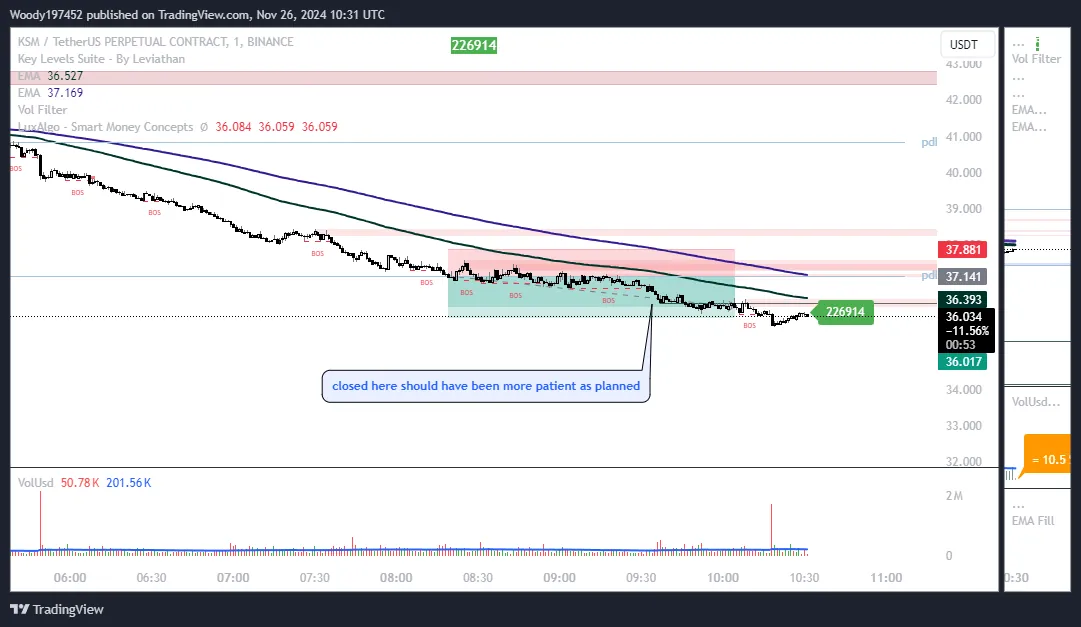 Woody197452 published on TradingView.com, Nov 26, 2024 10:31 UTC
KSM / TetherUS PERPETUAL CONTRACT, 1, BINANCE
226914
USDT
Key Levels Suite - By Leviathan
EMA 36.527
EMA 37.169
Vol Filter
LuxAlgo - Smart Money Concepts Ø 36.084 36.059 36.059
43.000
42.000
41.000
40.000
39.000
37.881
37.141
36.393
36.034
−11.56%
00:53
36.017
34.000
33.000
32.000
pdl
pdl
BOS
BOS
BOS
BOS
BOS
BOS
BOS
BOS
BOS
226914
closed here should have been more patient as planned
VolUsd 50.78 K 201.56 K
2 M
0
06:00 06:30 07:00 07:30 08:00 08:30 09:00 09:30 10:00 10:30 11:00
...
Vol Filter
...
...
EMA...
EMA...
VolUsd...
= 10.5
...
EMA Fill
0:30
TradingView